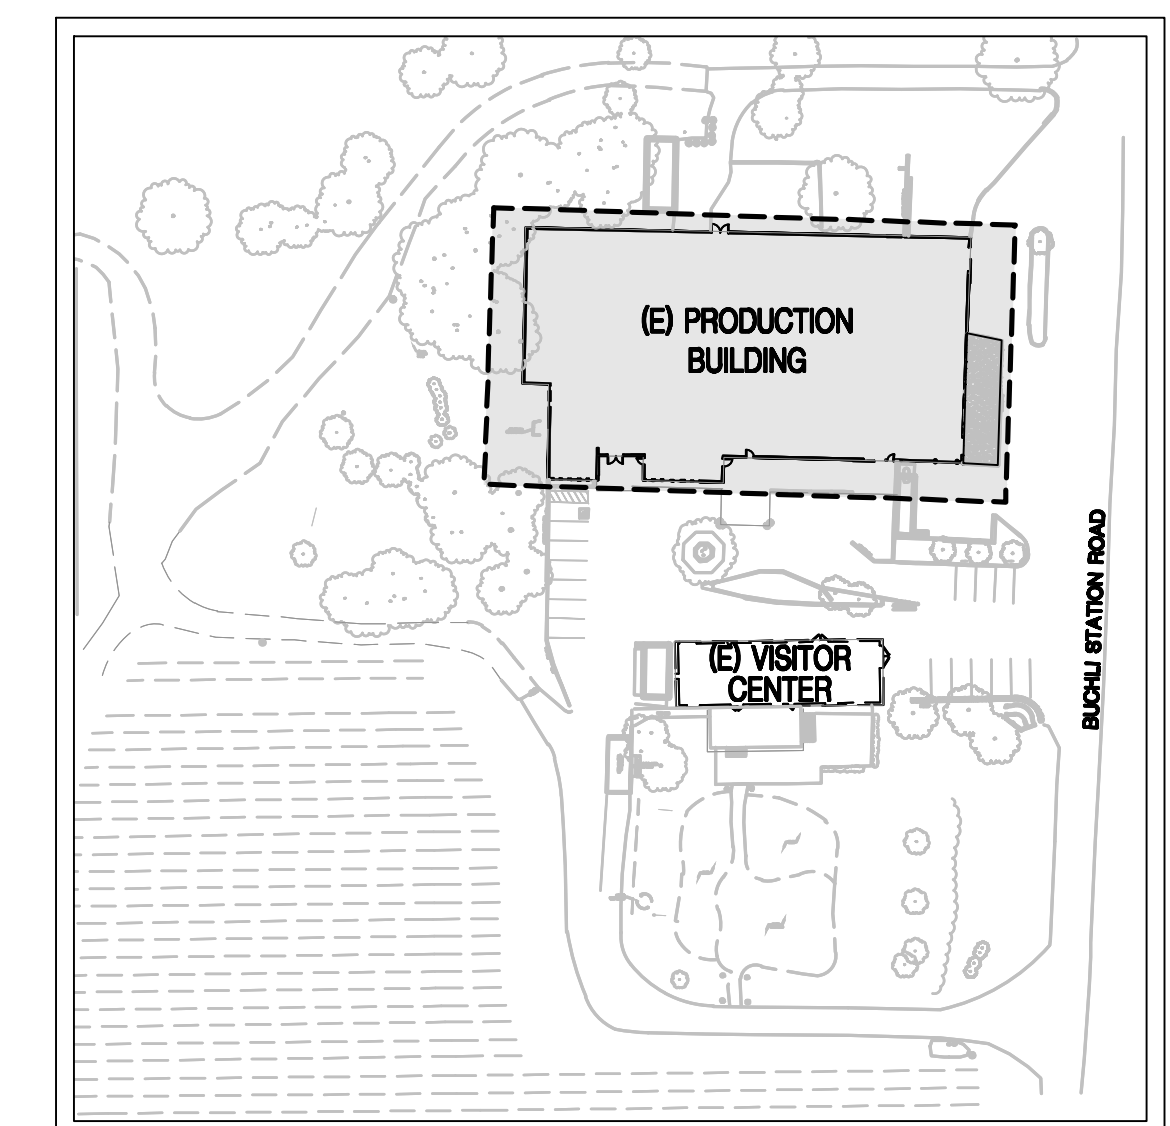 (E) PRODUCTION
BUILDING
BUCHLI STATION ROAD
(E) VISITOR
CENTER